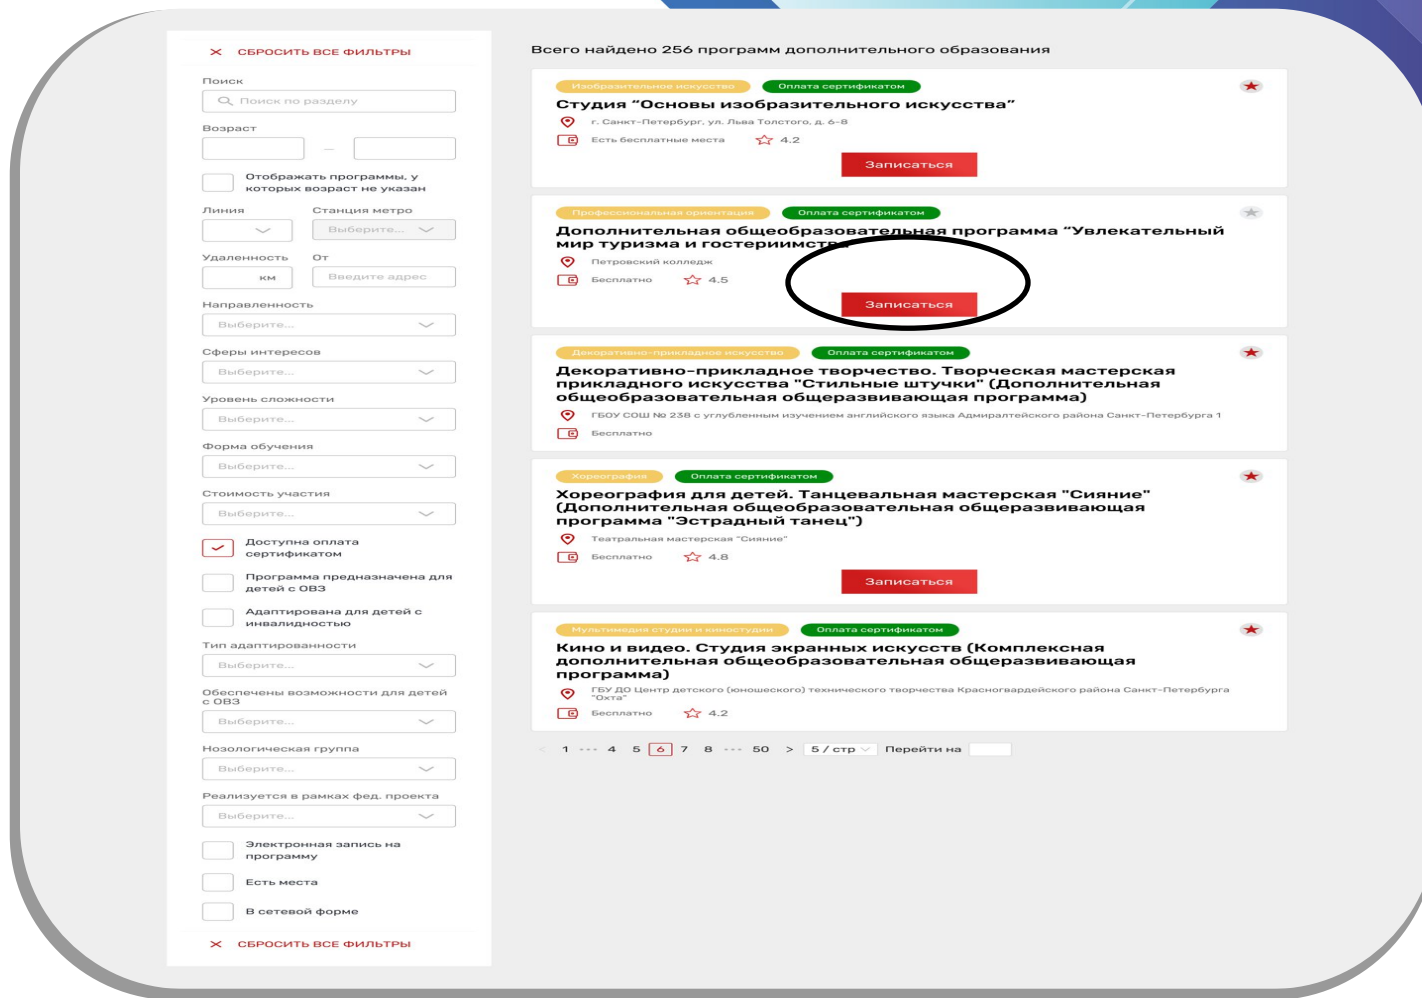 СБРОСИТЬ ВСЕ ФИЛЬТРЫ
Поиск
Поиск по разделу
Возраст
–
Отображать программы, у
которых возраст не указан
Линия Станция метро
Выберите...
Удаленность От
км Введите адрес
Направленность
Выберите...
Сферы интересов
Выберите...
Уровень сложности
Выберите...
Форма обучения
Выберите...
Стоимость участия
Выберите...
Доступна оплата
сертификатом
Программа предназначена для
детей с ОВЗ
Адаптирована для детей с
инвалидностью
Тип адаптированности
Выберите...
Обеспечены возможности для детей
с ОВЗ
Выберите...
Нозологическая группа
Выберите...
Реализуется в рамках фед. проекта
Выберите...
Электронная запись на
программу
Есть места
В сетевой форме
СБРОСИТЬ ВСЕ ФИЛЬТРЫ
Всего найдено 256 программ дополнительного образования
Изобразительное искусство Оплата сертификатом
Студия “Основы изобразительного искусства”
г. Санкт-Петербург, ул. Льва Толстого, д. 6-8
Есть бесплатные места 4.2
Записаться
Профессиональная ориентация Оплата сертификатом
Дополнительная общеобразовательная программа “Увлекательный
мир туризма и гостериимства”
Петровский колледж
Бесплатно 4.5
Записаться
Декоративно-прикладное искусство Оплата сертификатом
Декоративно-прикладное творчество. Творческая мастерская
прикладного искусства "Стильные штучки" (Дополнительная
общеобразовательная общеразвивающая программа)
ГБОУ СОШ № 238 с углубленным изучением английского языка Адмиралтейского района Санкт-Петербурга 1
Бесплатно
Хореография Оплата сертификатом
Хореография для детей. Танцевальная мастерская "Сияние"
(Дополнительная общеобразовательная общеразвивающая
программа "Эстрадный танец")
Театральная мастерская "Сияние"
Бесплатно 4.8
Записаться
Мультимедиа студии и киностудии Оплата сертификатом
Кино и видео. Студия экранных искусств (Комплексная
дополнительная общеобразовательная общеразвивающая
программа)
ГБУ ДО Центр детского (юношеского) технического творчества Красногвардейского района Санкт-Петербурга
"Охта"
Бесплатно 4.2
< 1 ••• 4 5 6 7 8 ••• 50 > 5 / стр Перейти на